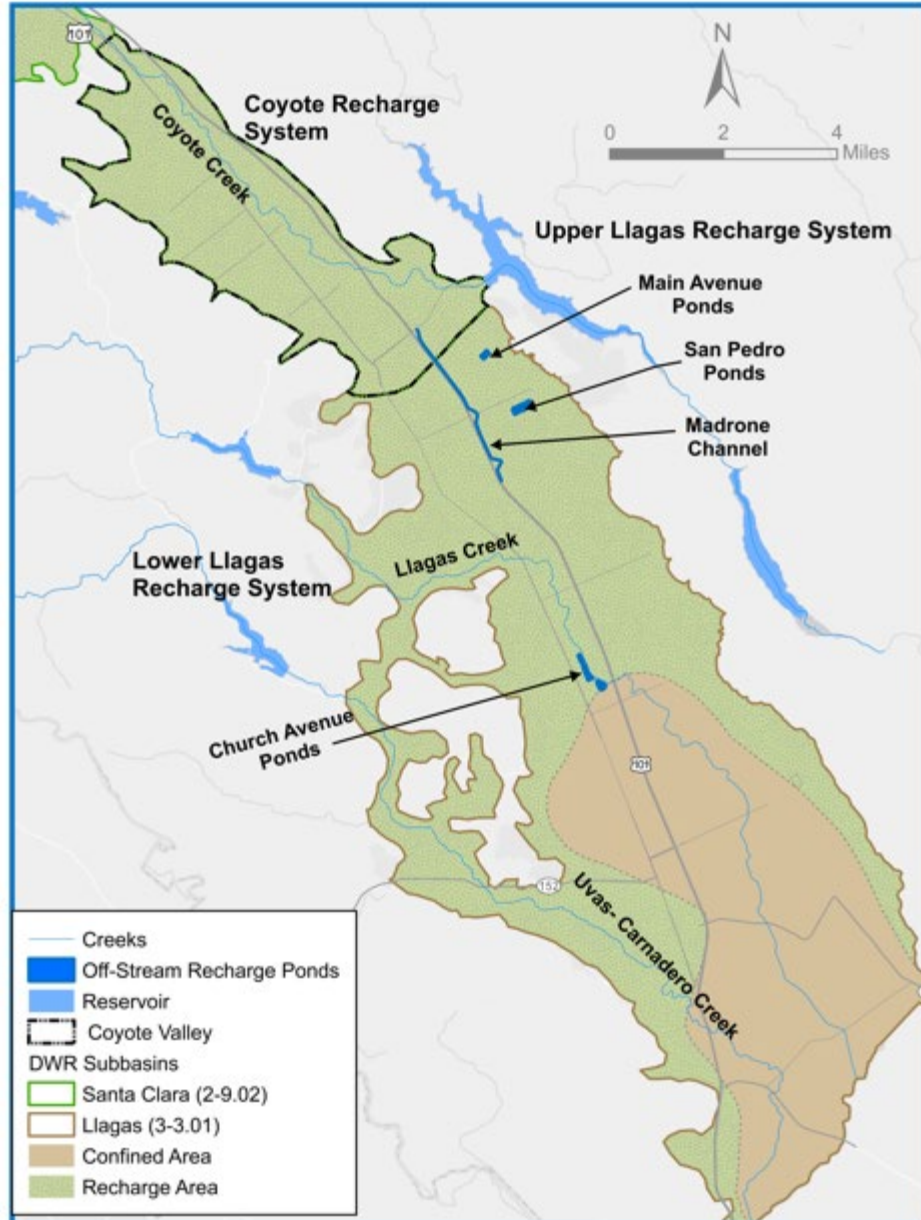 101
N
0 2 4
Miles
Coyote Recharge
System
Coyote Creek
Upper Llagas Recharge System
Main Avenue
Ponds
San Pedro
Ponds
Madrone
Channel
Llagas Creek
Lower Llagas
Recharge System
Church Avenue
Ponds
101
152
Uvas- Carnadero Creek
Creeks
Off-Stream Recharge Ponds
Reservoir
Coyote Valley
DWR Subbasins
Santa Clara (2-9.02)
Llagas (3-3.01)
Confined Area
Recharge Area